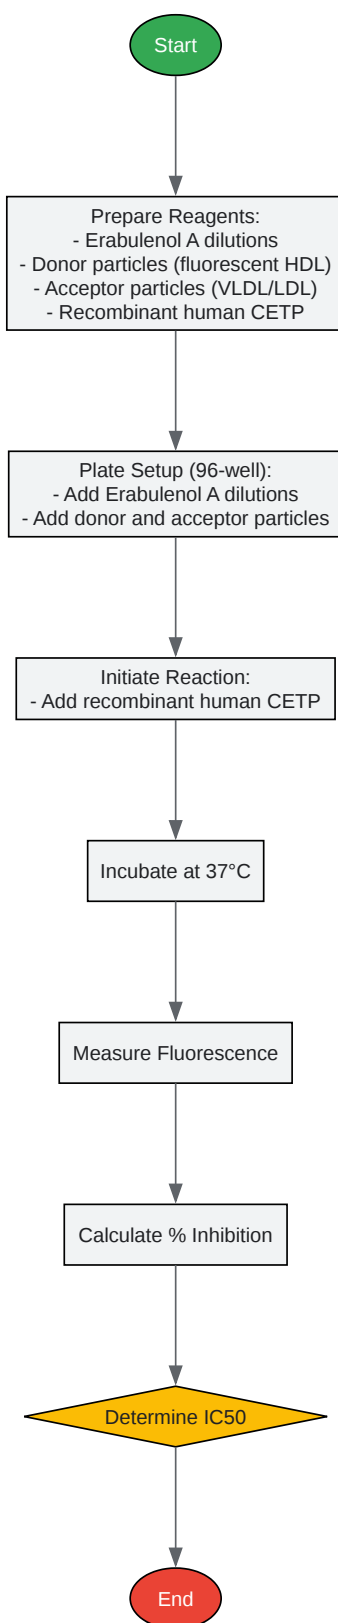 Start
Prepare Reagents:
- Erabulenol A dilutions
- Donor particles (fluorescent HDL)
- Acceptor particles (VLDL/LDL)
- Recombinant human CETP
Plate Setup (96-well):
- Add Erabulenol A dilutions
- Add donor and acceptor particles
Initiate Reaction:
- Add recombinant human CETP
Incubate at 37°C
Measure Fluorescence
Calculate % Inhibition
Determine IC50
End